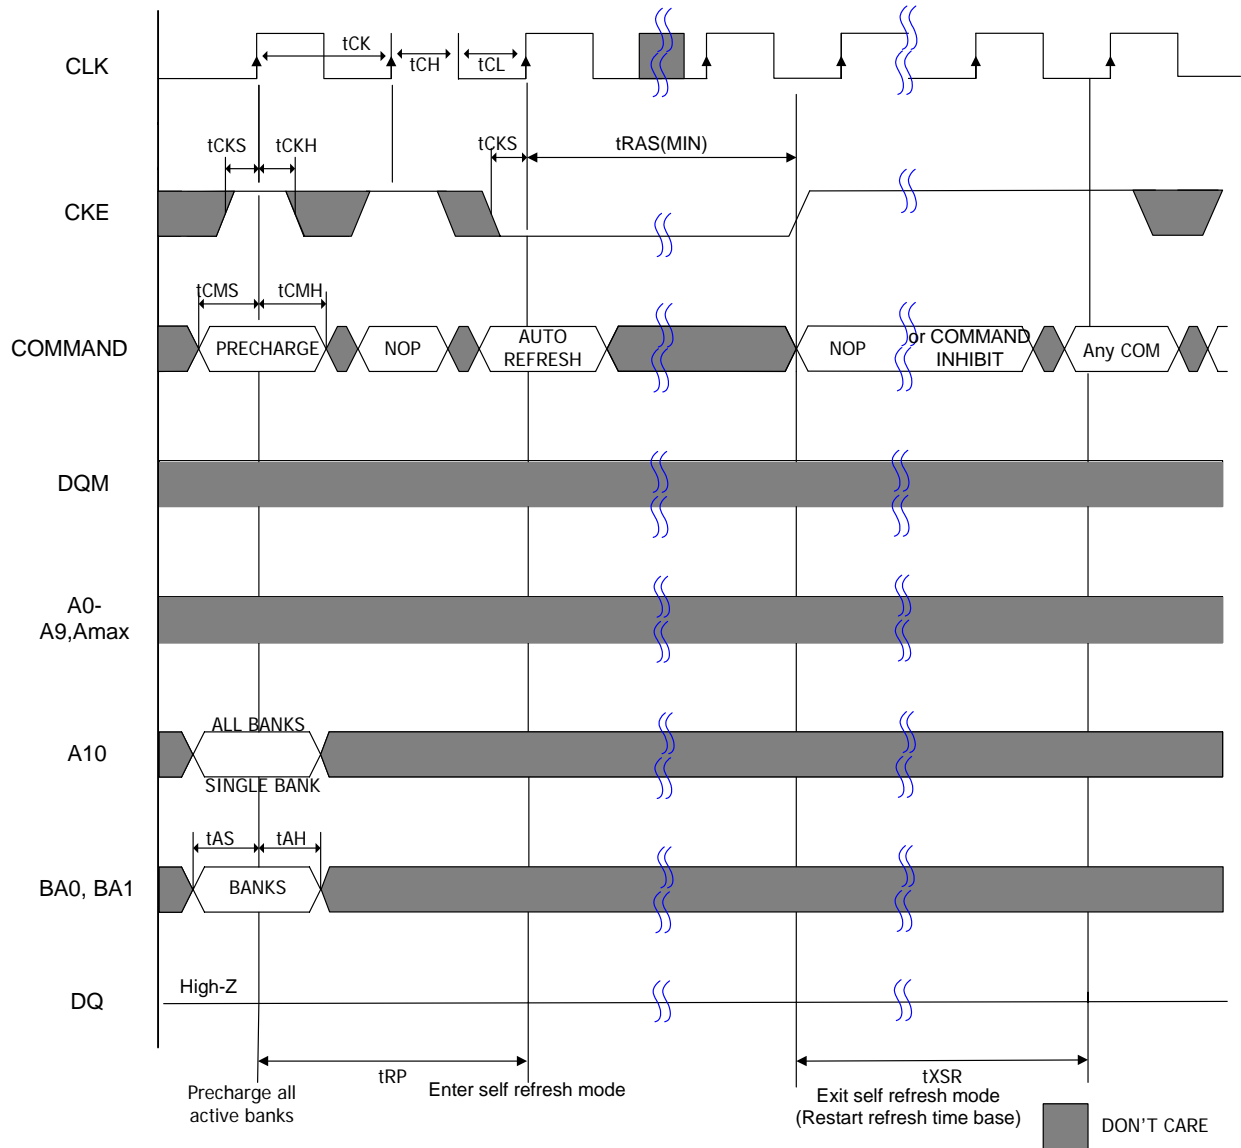 CLK
tCK
tCH
tCL
tCKS
tCKH
tCKS
tRAS(MIN)
CKE
tCMS
tCMH
COMMAND
PRECHARGE
NOP
AUTO
REFRESH
NOP
or COMMAND
INHIBIT
Any COM
DQM
A0-
A9,Amax
ALL BANKS
A10
SINGLE BANK
tAS
tAH
BA0, BA1
BANKS
High-Z
DQ
tRP
tXSR
Precharge all
active banks
Enter self refresh mode
Exit self refresh mode
(Restart refresh time base)
DON'T CARE